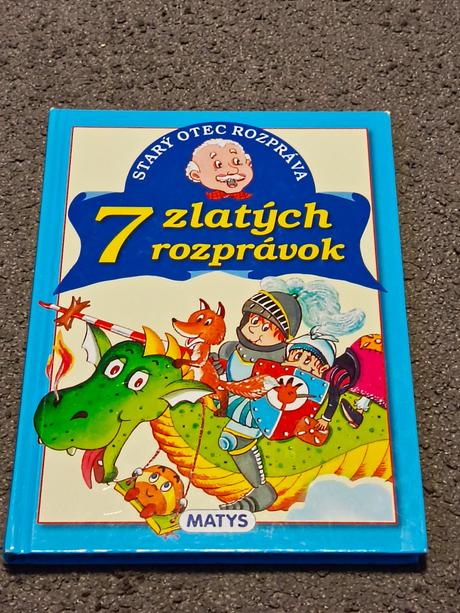 STARÝ OTEC ROZPRÁVA
7 zlatých
rozprávok
MATYS